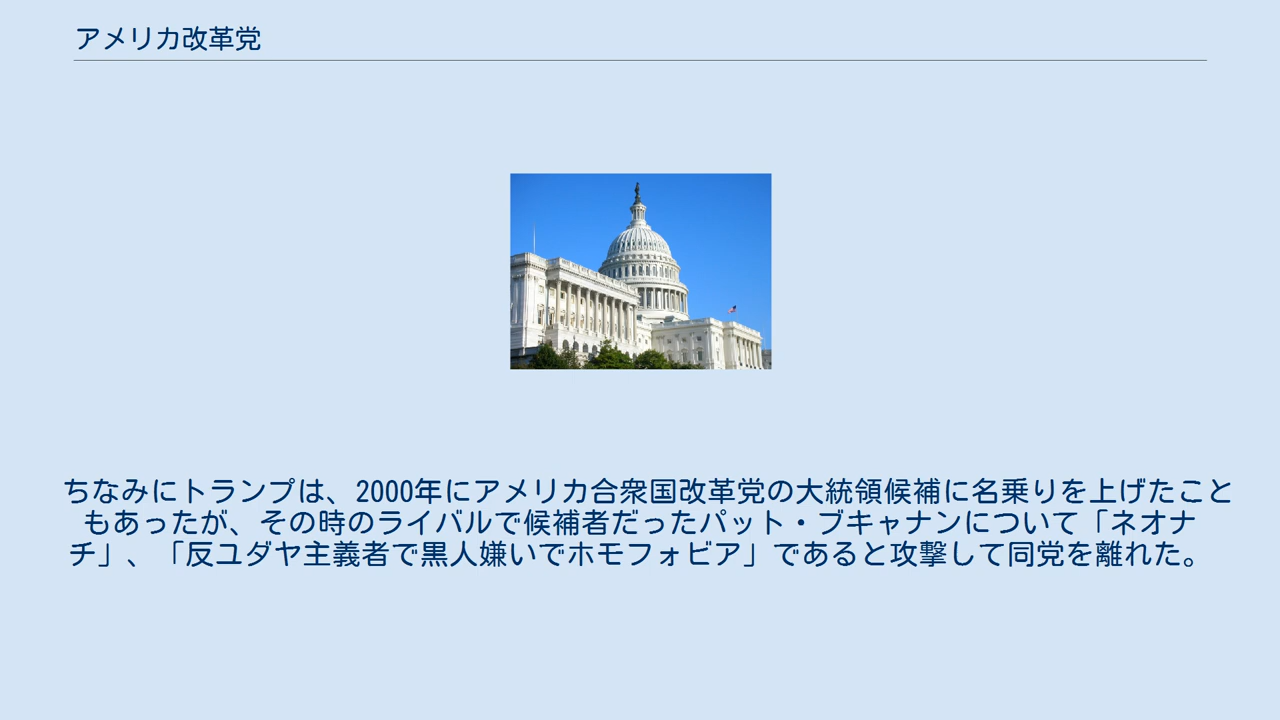 アメリカ改革党
ちなみにトランプは、2000年にアメリカ合衆国改革党の大統領候補に名乗りを上げたこと
もあったが、その時のライバルで候補者だったパット・ブキャナンについて「ネオナ
チ」、「反ユダヤ主義者で黒人嫌いでホモフォビア」であると攻撃して同党を離れた。